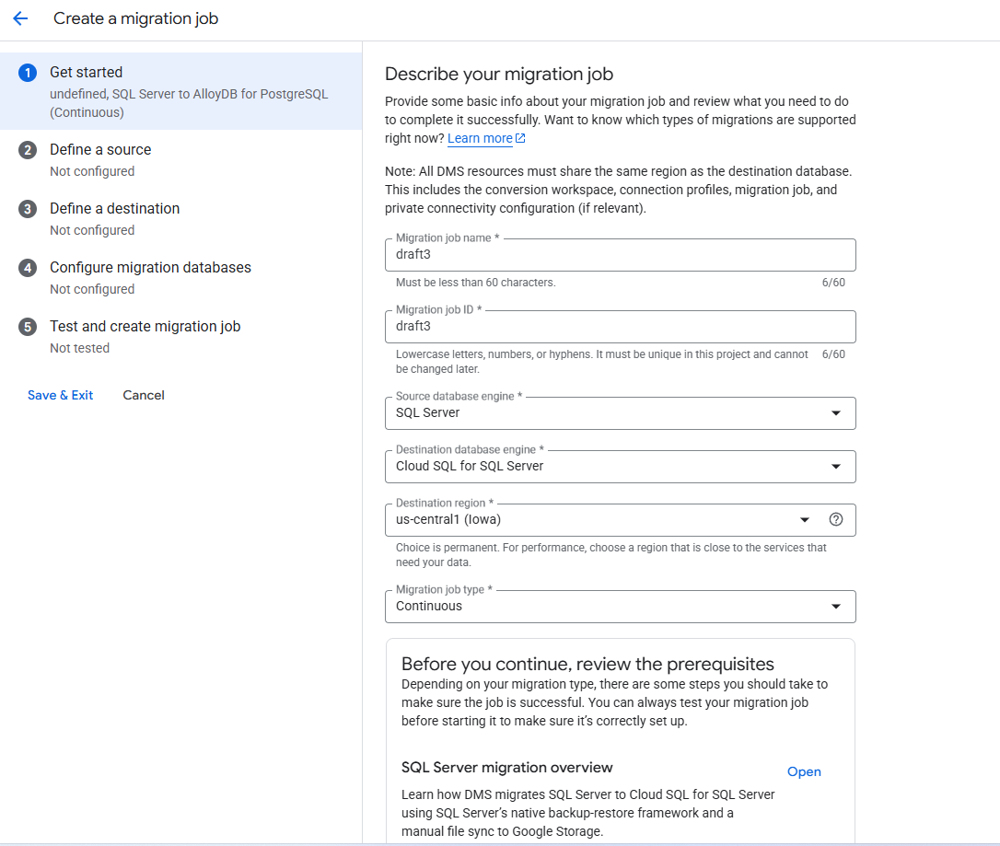 Create a migration job
1
Get started
undefined, SQL Server to AlloyDB for PostgreSQL
(Continuous)
2
Define a source
Not configured
3
Define a destination
Not configured
4
Configure migration databases
Not configured
5
Test and create migration job
Not tested
Save & Exit
Cancel
Describe your migration job
Provide some basic info about your migration job and review what you need to do
to complete it successfully. Want to know which types of migrations are supported
right now? Learn more
Note: All DMS resources must share the same region as the destination database.
This includes the conversion workspace, connection profiles, migration job, and
private connectivity configuration (if relevant).
Migration job name *
draft3
Must be less than 60 characters.
6/60
Migration job ID *
draft3
Lowercase letters, numbers, or hyphens. It must be unique in this project and cannot
be changed later.
6/60
Source database engine *
SQL Server
Destination database engine *
Cloud SQL for SQL Server
Destination region *
us-central1 (Iowa)
Choice is permanent. For performance, choose a region that is close to the services that
need your data.
Migration job type *
Continuous
Before you continue, review the prerequisites
Depending on your migration type, there are some steps you should take to
make sure the job is successful. You can always test your migration job
before starting it to make sure it's correctly set up.
SQL Server migration overview
Open
Learn how DMS migrates SQL Server to Cloud SQL for SQL Server
using SQL Server's native backup-restore framework and a
manual file sync to Google Storage.